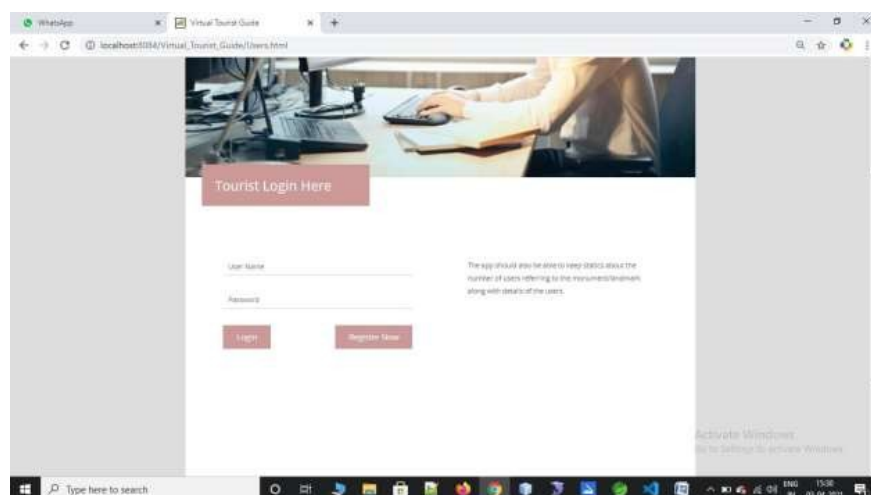 WhatsApp
Virtual Tourist Guide
localhost:8084/Virtual_Tourist_Guide/Users.html
Tourist Login Here
User Name
Password
Login
Register Now
The app should also be able to keep statics about the
number of users referring to the monument/landmark
along with details of the users.
Activate Windows
Go to Settings to activate Windows.
Type here to search
ENG
15:30
IN